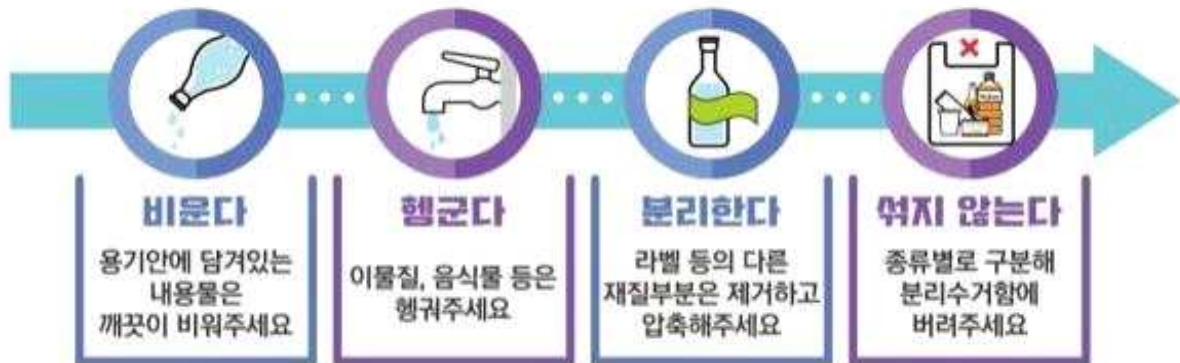 비운다
용기안에 담겨있는
내용물은
깨끗이 비워주세요
헹군다
이물질, 음식물 등은
헹궈주세요
분리한다
라벨 등의 다른
재질부분은 제거하고
압축해주세요
섞지 않는다
종류별로 구분해
분리수거함에
버려주세요